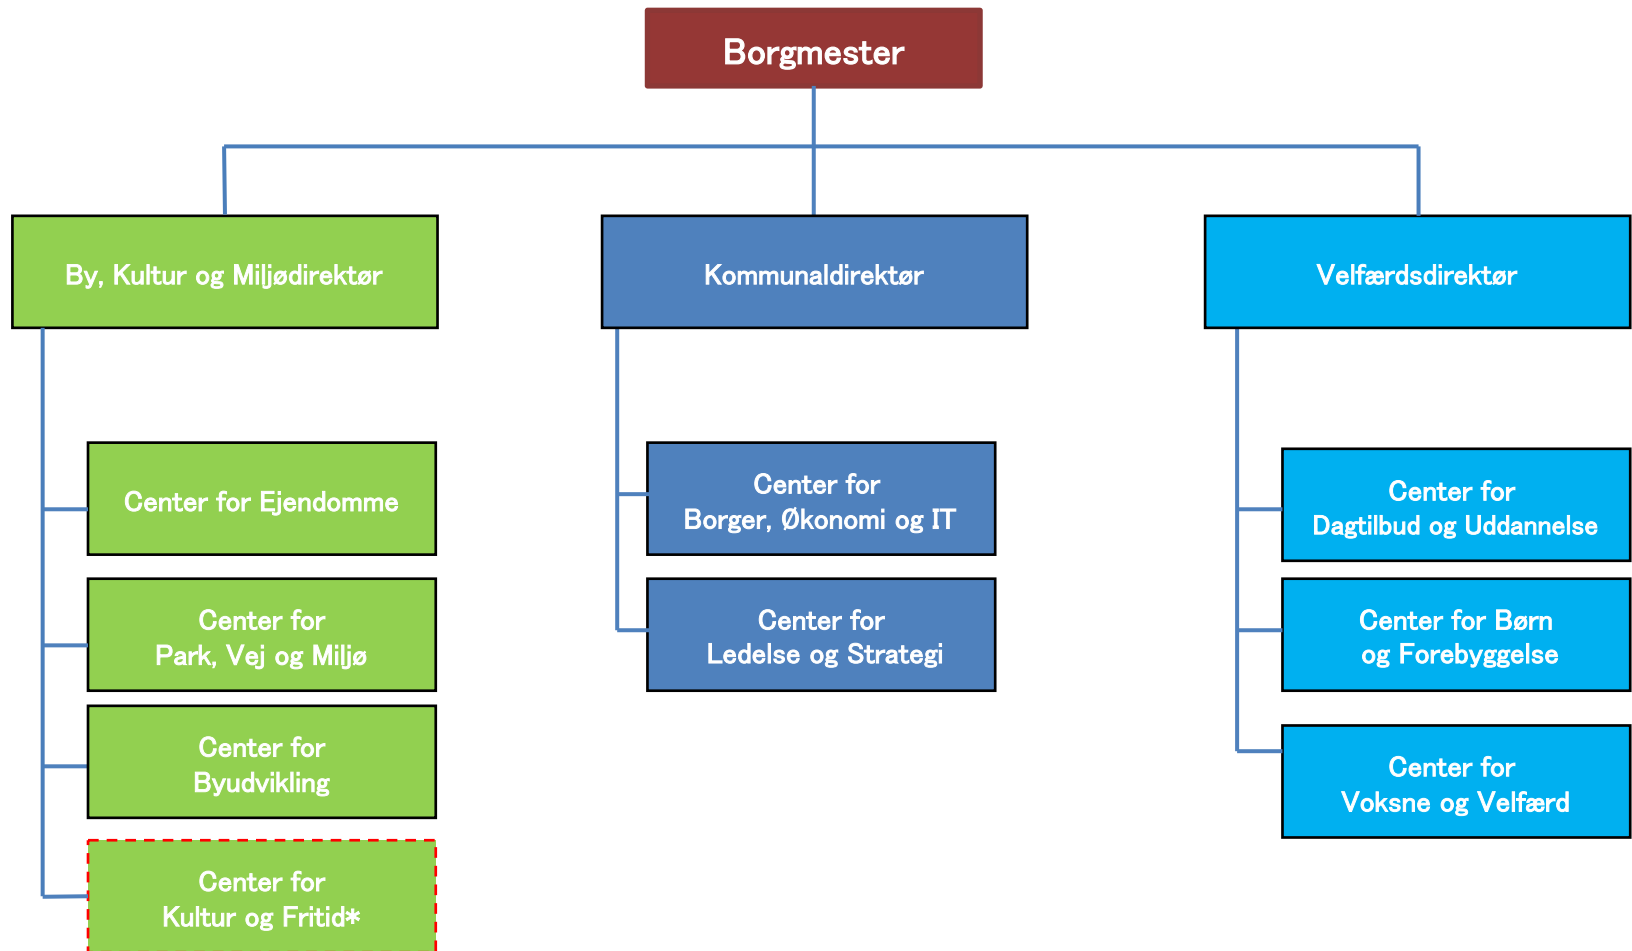 Borgmester
By, Kultur og Miljødirektør
Kommunaldirektør
Velfærdsdirektør
Center for Ejendomme
Center for
Park, Vej og Miljø
Center for
Byudvikling
Center for
Kultur og Fritid*
Center for
Borger, Økonomi og IT
Center for
Ledelse og Strategi
Center for
Dagtilbud og Uddannelse
Center for Børn
og Forebyggelse
Center for
Voksne og Velfærd